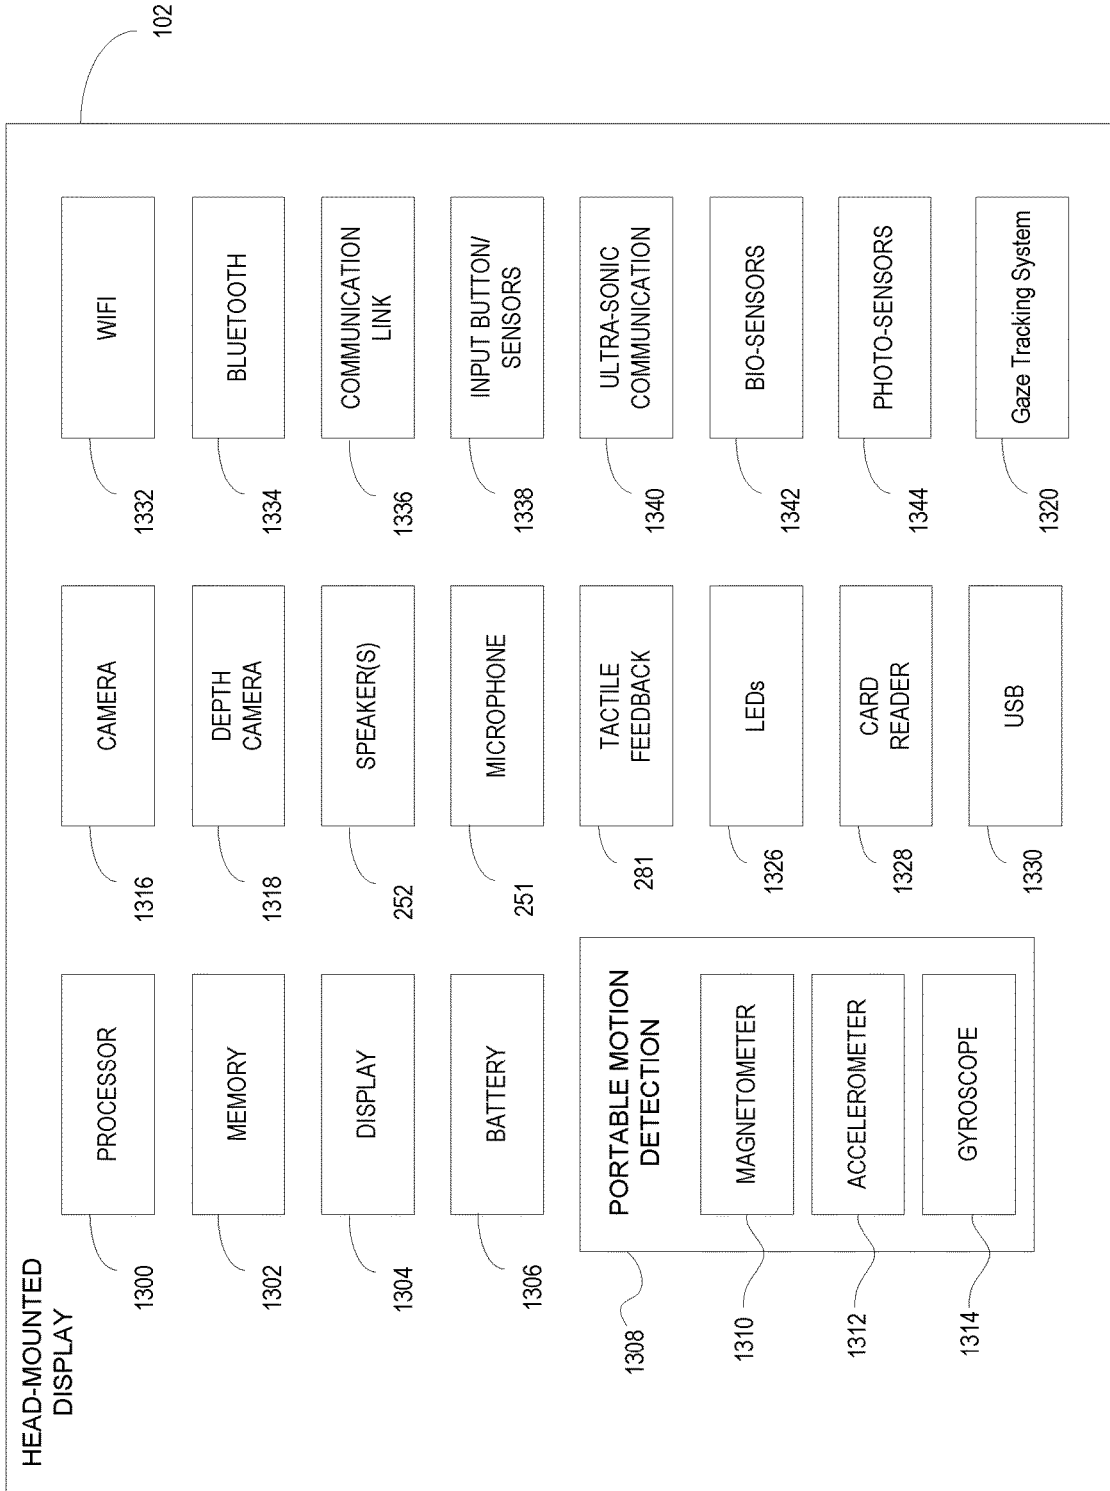 HEAD-MOUNTED
DISPLAY
102
1300
PROCESSOR
1302
MEMORY
1304
DISPLAY
1306
BATTERY
1308
PORTABLE MOTION
DETECTION
1310
MAGNETOMETER
1312
ACCELEROMETER
1314
GYROSCOPE
1316
CAMERA
1318
DEPTH
CAMERA
252
SPEAKER(S)
251
MICROPHONE
281
TACTILE
FEEDBACK
1326
LEDs
1328
CARD
READER
1330
USB
1332
WIFI
1334
BLUETOOTH
1336
COMMUNICATION
LINK
1338
INPUT BUTTON/
SENSORS
1340
ULTRA-SONIC
COMMUNICATION
1342
BIO-SENSORS
1344
PHOTO-SENSORS
1320
Gaze Tracking System